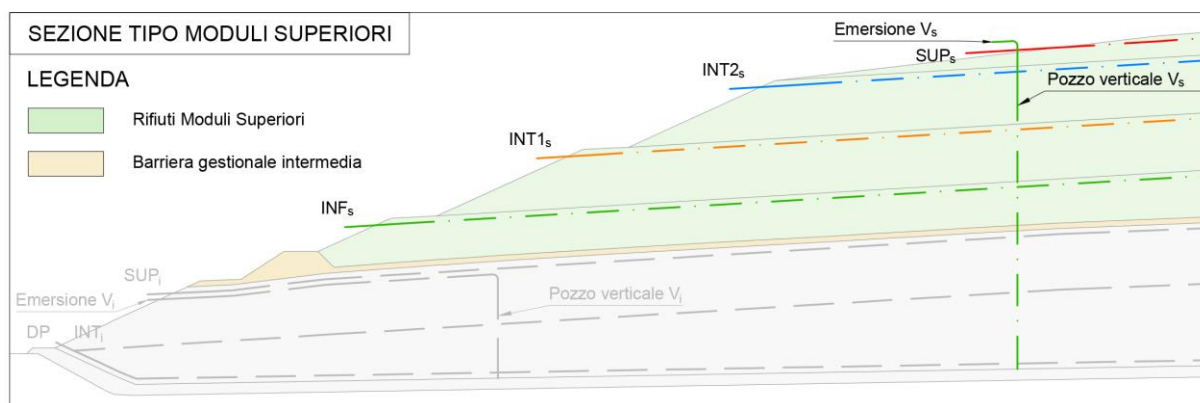 SEZIONE TIPO MODULI SUPERIORI
LEGENDA
Rifiuti Moduli Superiori
Barriera gestionale intermedia
Emersione Vs
SUPs
INT2s
Pozzo verticale Vs
INT1s
INFs
SUPi
Emersione Vi
Pozzo verticale Vi
DP
INTi